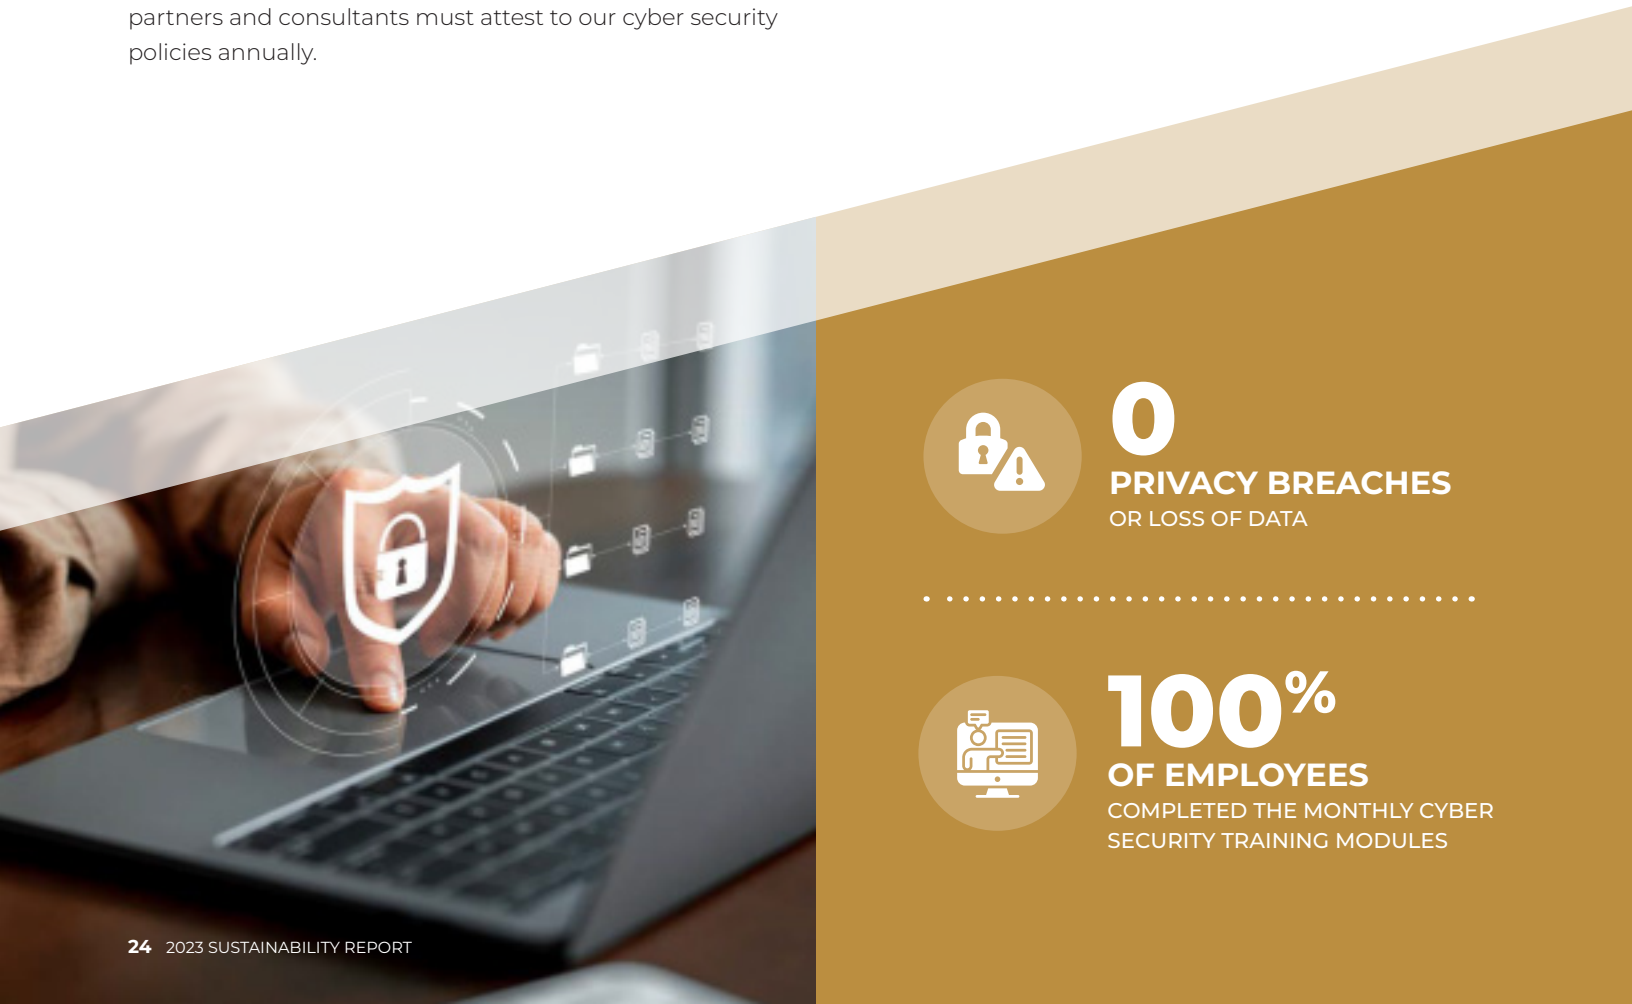 partners and consultants must attest to our cyber security
policies annually.
0
PRIVACY BREACHES
OR LOSS OF DATA
100%
OF EMPLOYEES
COMPLETED THE MONTHLY CYBER
SECURITY TRAINING MODULES
24 2023 SUSTAINABILITY REPORT